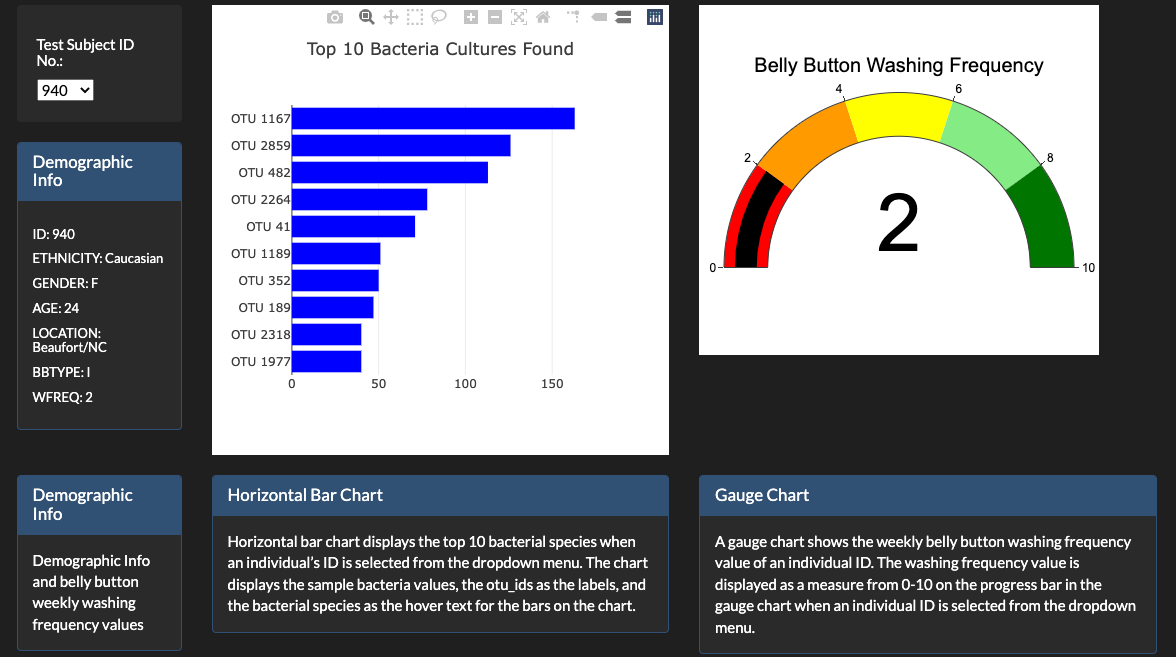 Test Subject ID
No.:
940
Demographic
Info
ID: 940
ETHNICITY: Caucasian
GENDER: F
AGE: 24
LOCATION:
Beaufort/NC
BBTYPE: I
WFREQ: 2
Top 10 Bacteria Cultures Found
OTU 1167
OTU 2859
OTU 482
OTU 2264
OTU 41
OTU 1189
OTU 352
OTU 189
OTU 2318
OTU 1977
0 50 100 150
Belly Button Washing Frequency
4 6
2 8
2
0 10
Demographic
Info
Demographic Info
and belly button
weekly washing
frequency values
Horizontal Bar Chart
Horizontal bar chart displays the top 10 bacterial species when
an individual’s ID is selected from the dropdown menu. The chart
displays the sample bacteria values, the otu_ids as the labels, and
the bacterial species as the hover text for the bars on the chart.
Gauge Chart
A gauge chart shows the weekly belly button washing frequency
value of an individual ID. The washing frequency value is
displayed as a measure from 0-10 on the progress bar in the
gauge chart when an individual ID is selected from the dropdown
menu.